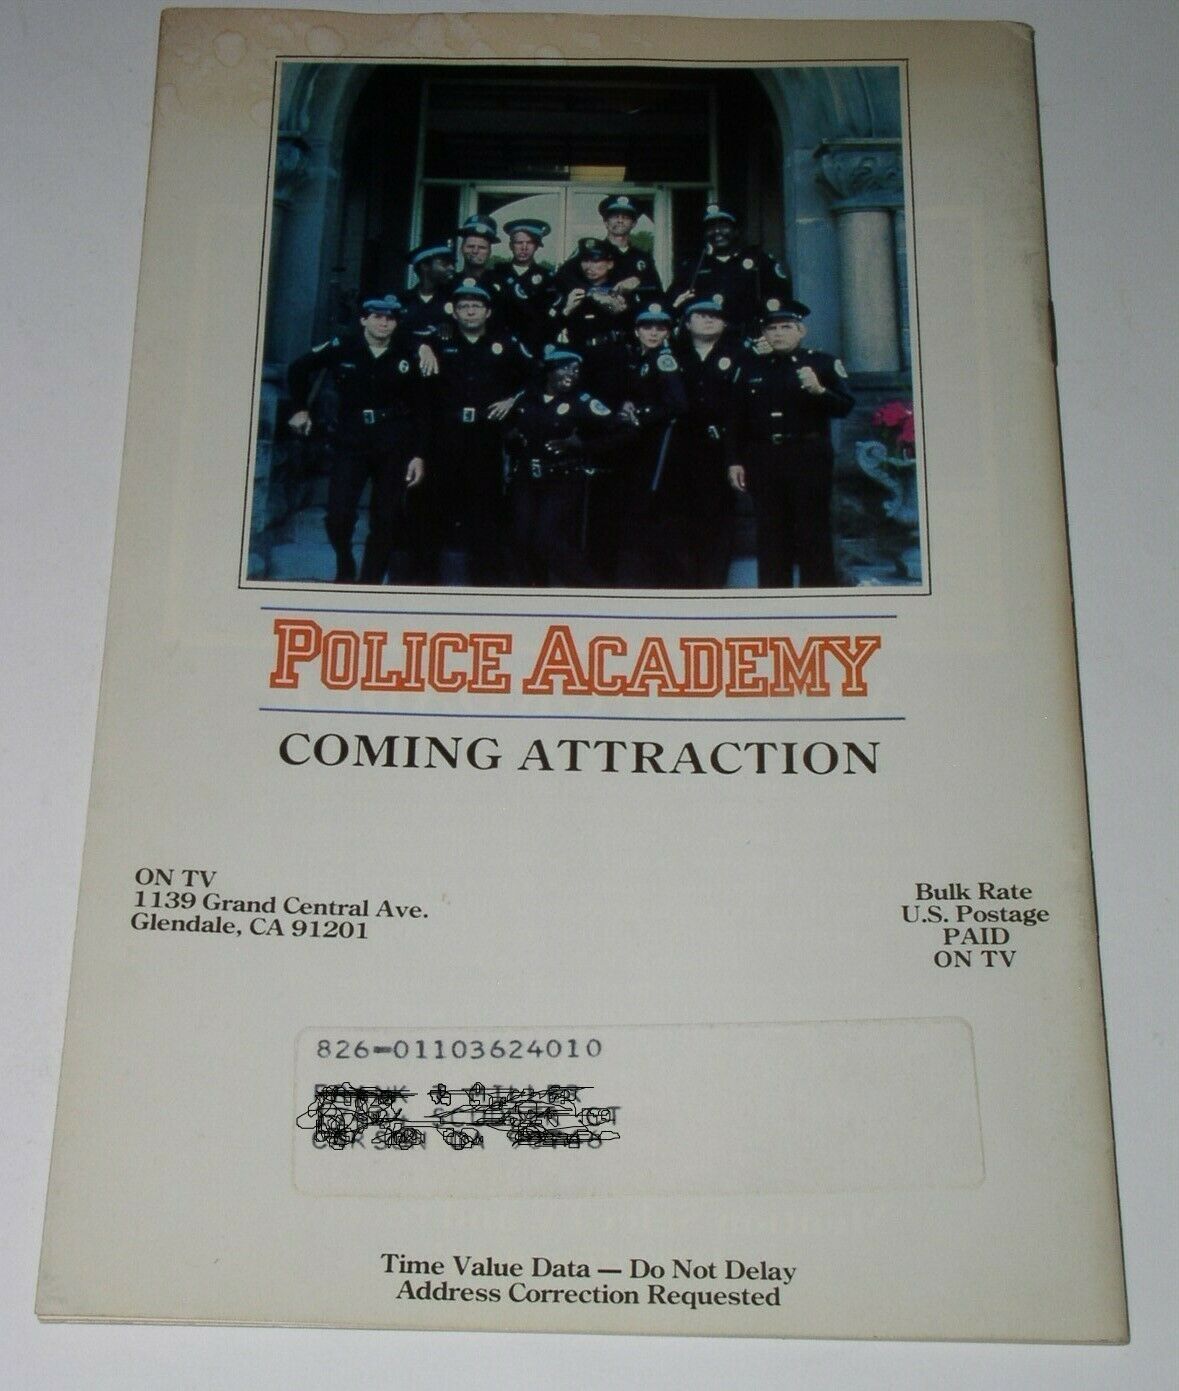 POLICE ACADEMY
COMING ATTRACTION
ON TV
1139 Grand Central Ave.
Glendale, CA 91201
Bulk Rate
U.S. Postage
PAID
ON TV
826-01103624010
Time Value Data — Do Not Delay
Address Correction Requested